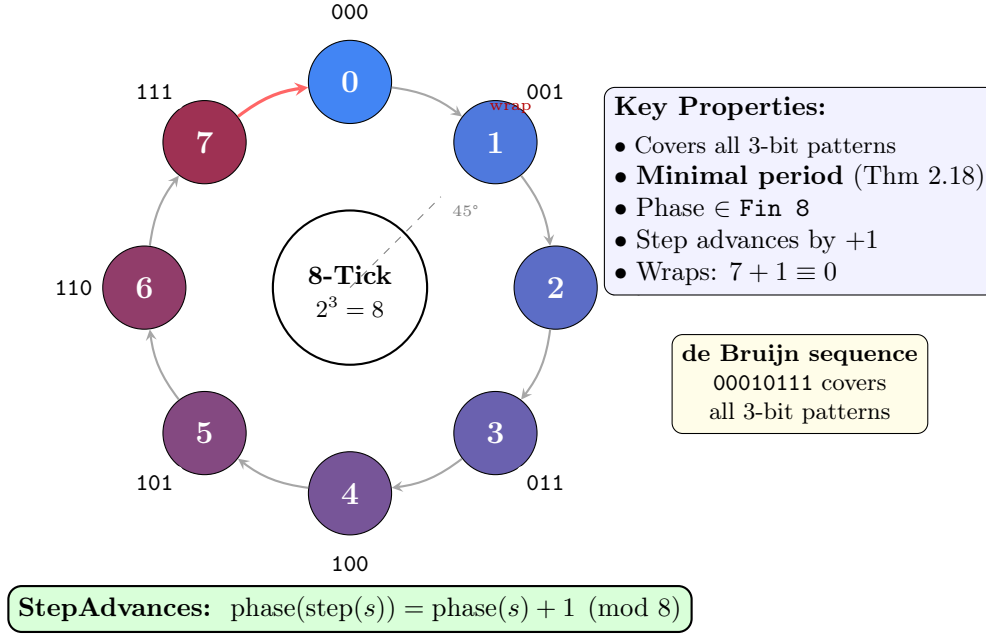 000
0
111
001
wrap
7
1
45°
110
6
8-Tick
2³ = 8
2
5
3
101
011
4
100
Key Properties:
• Covers all 3-bit patterns
• Minimal period (Thm 2.18)
• Phase ∈ Fin 8
• Step advances by +1
• Wraps: 7 + 1 ≡ 0
de Bruijn sequence
00010111 covers
all 3-bit patterns
StepAdvances: phase(step(s)) = phase(s) + 1 (mod 8)